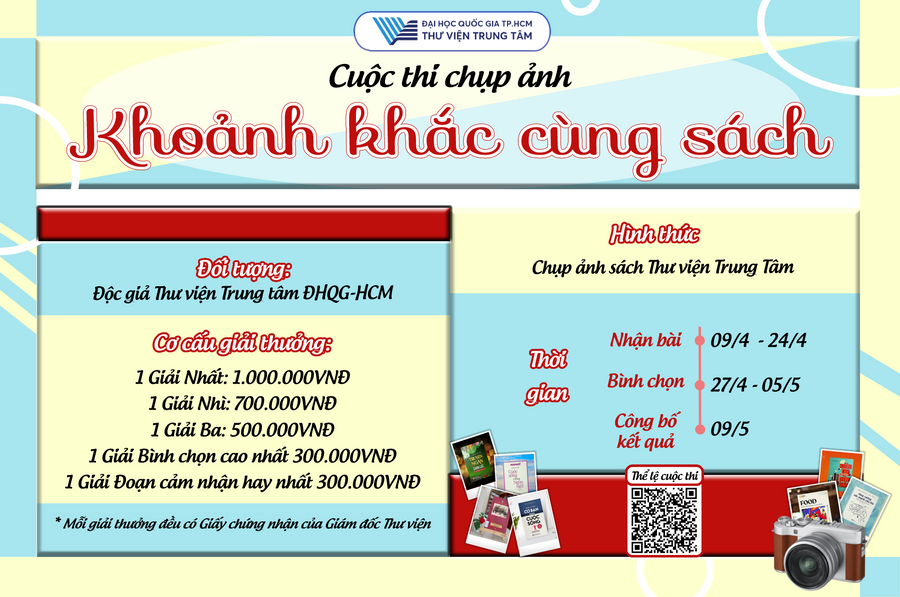 ĐẠI HỌC QUỐC GIA TP.HCM
THƯ VIỆN TRUNG TÂM
Cuộc thi chụp ảnh
Khoảnh khắc cùng sách
Đối tượng:
Độc giả Thư viện Trung tâm ĐHQG-HCM
Cơ cấu giải thưởng:
1 Giải Nhất: 1.000.000VNĐ
1 Giải Nhì: 700.000VNĐ
1 Giải Ba: 500.000VNĐ
1 Giải Bình chọn cao nhất 300.000VNĐ
1 Giải Đoạn cảm nhận hay nhất 300.000VNĐ
* Mỗi giải thưởng đều có Giấy chứng nhận của Giám đốc Thư viện
Hình thức
Chụp ảnh sách Thư viện Trung Tâm
Thời
gian
Nhận bài 09/4 - 24/4
Bình chọn 27/4 - 05/5
Công bố
kết quả 09/5
Thể lệ cuộc thi
CUỘC
SỐNG
FOOD